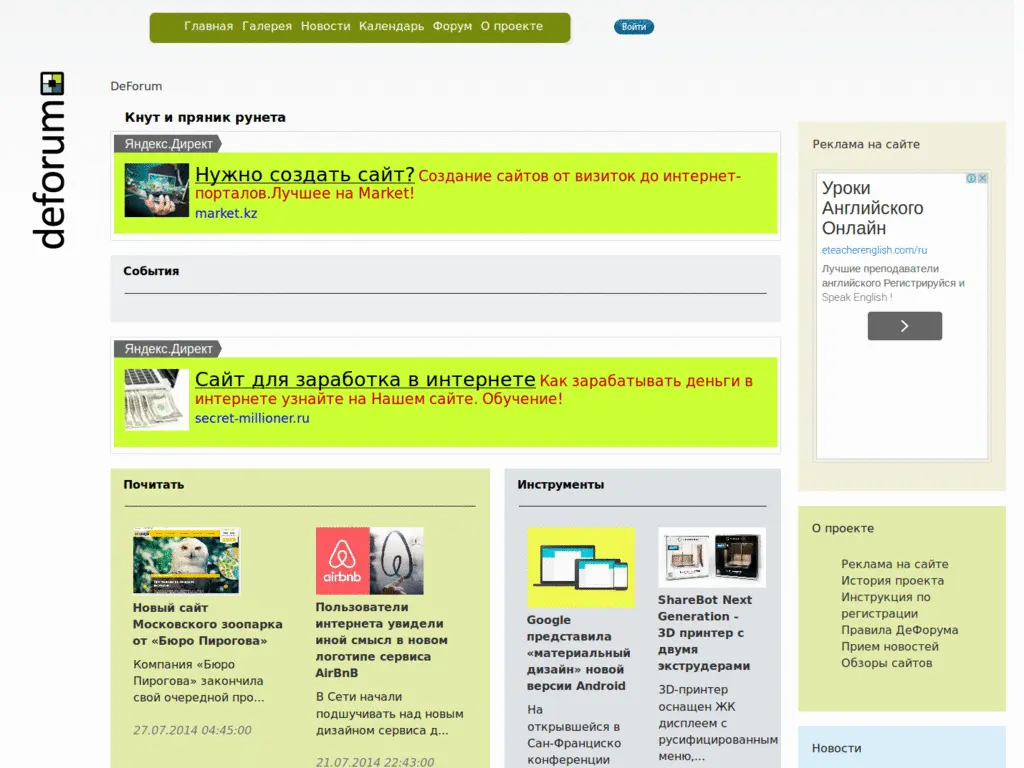 Главная Галерея Новости Календарь Форум О проекте
Войти
deforum
DeForum
Кнут и пряник рунета
Яндекс.Директ
Нужно создать сайт? Создание сайтов от визиток до интернет-
порталов.Лучшее на Market!
market.kz
События
Яндекс.Директ
Сайт для заработка в интернете Как зарабатывать деньги в
интернете узнайте на Нашем сайте. Обучение!
secret-millioner.ru
Почитать
Новый сайт
Московского зоопарка
от «Бюро Пирогова»
Компания «Бюро
Пирогова» закончила
свой очередной про...
27.07.2014 04:45:00
airbnb
Пользователи
интернета увидели
иной смысл в новом
логотипе сервиса
AirBnB
В Сети начали
подшучивать над новым
дизайном сервиса д...
21.07.2014 22:43:00
Инструменты
Google
представила
«материальный
дизайн» новой
версии Android
На
открывшейся в
Сан-Франциско
конференции
ShareBot Next
Generation -
3D принтер с
двумя
экструдерами
3D-принтер
оснащен ЖК
дисплеем с
русифицированным
меню,...
Реклама на сайте
Уроки
Английского
Онлайн
eteacherenglish.com/ru
Лучшие преподаватели
английского Регистрируйся и
Speak English !
О проекте
Реклама на сайте
История проекта
Инструкция по
регистрации
Правила ДеФорума
Прием новостей
Обзоры сайтов
Новости